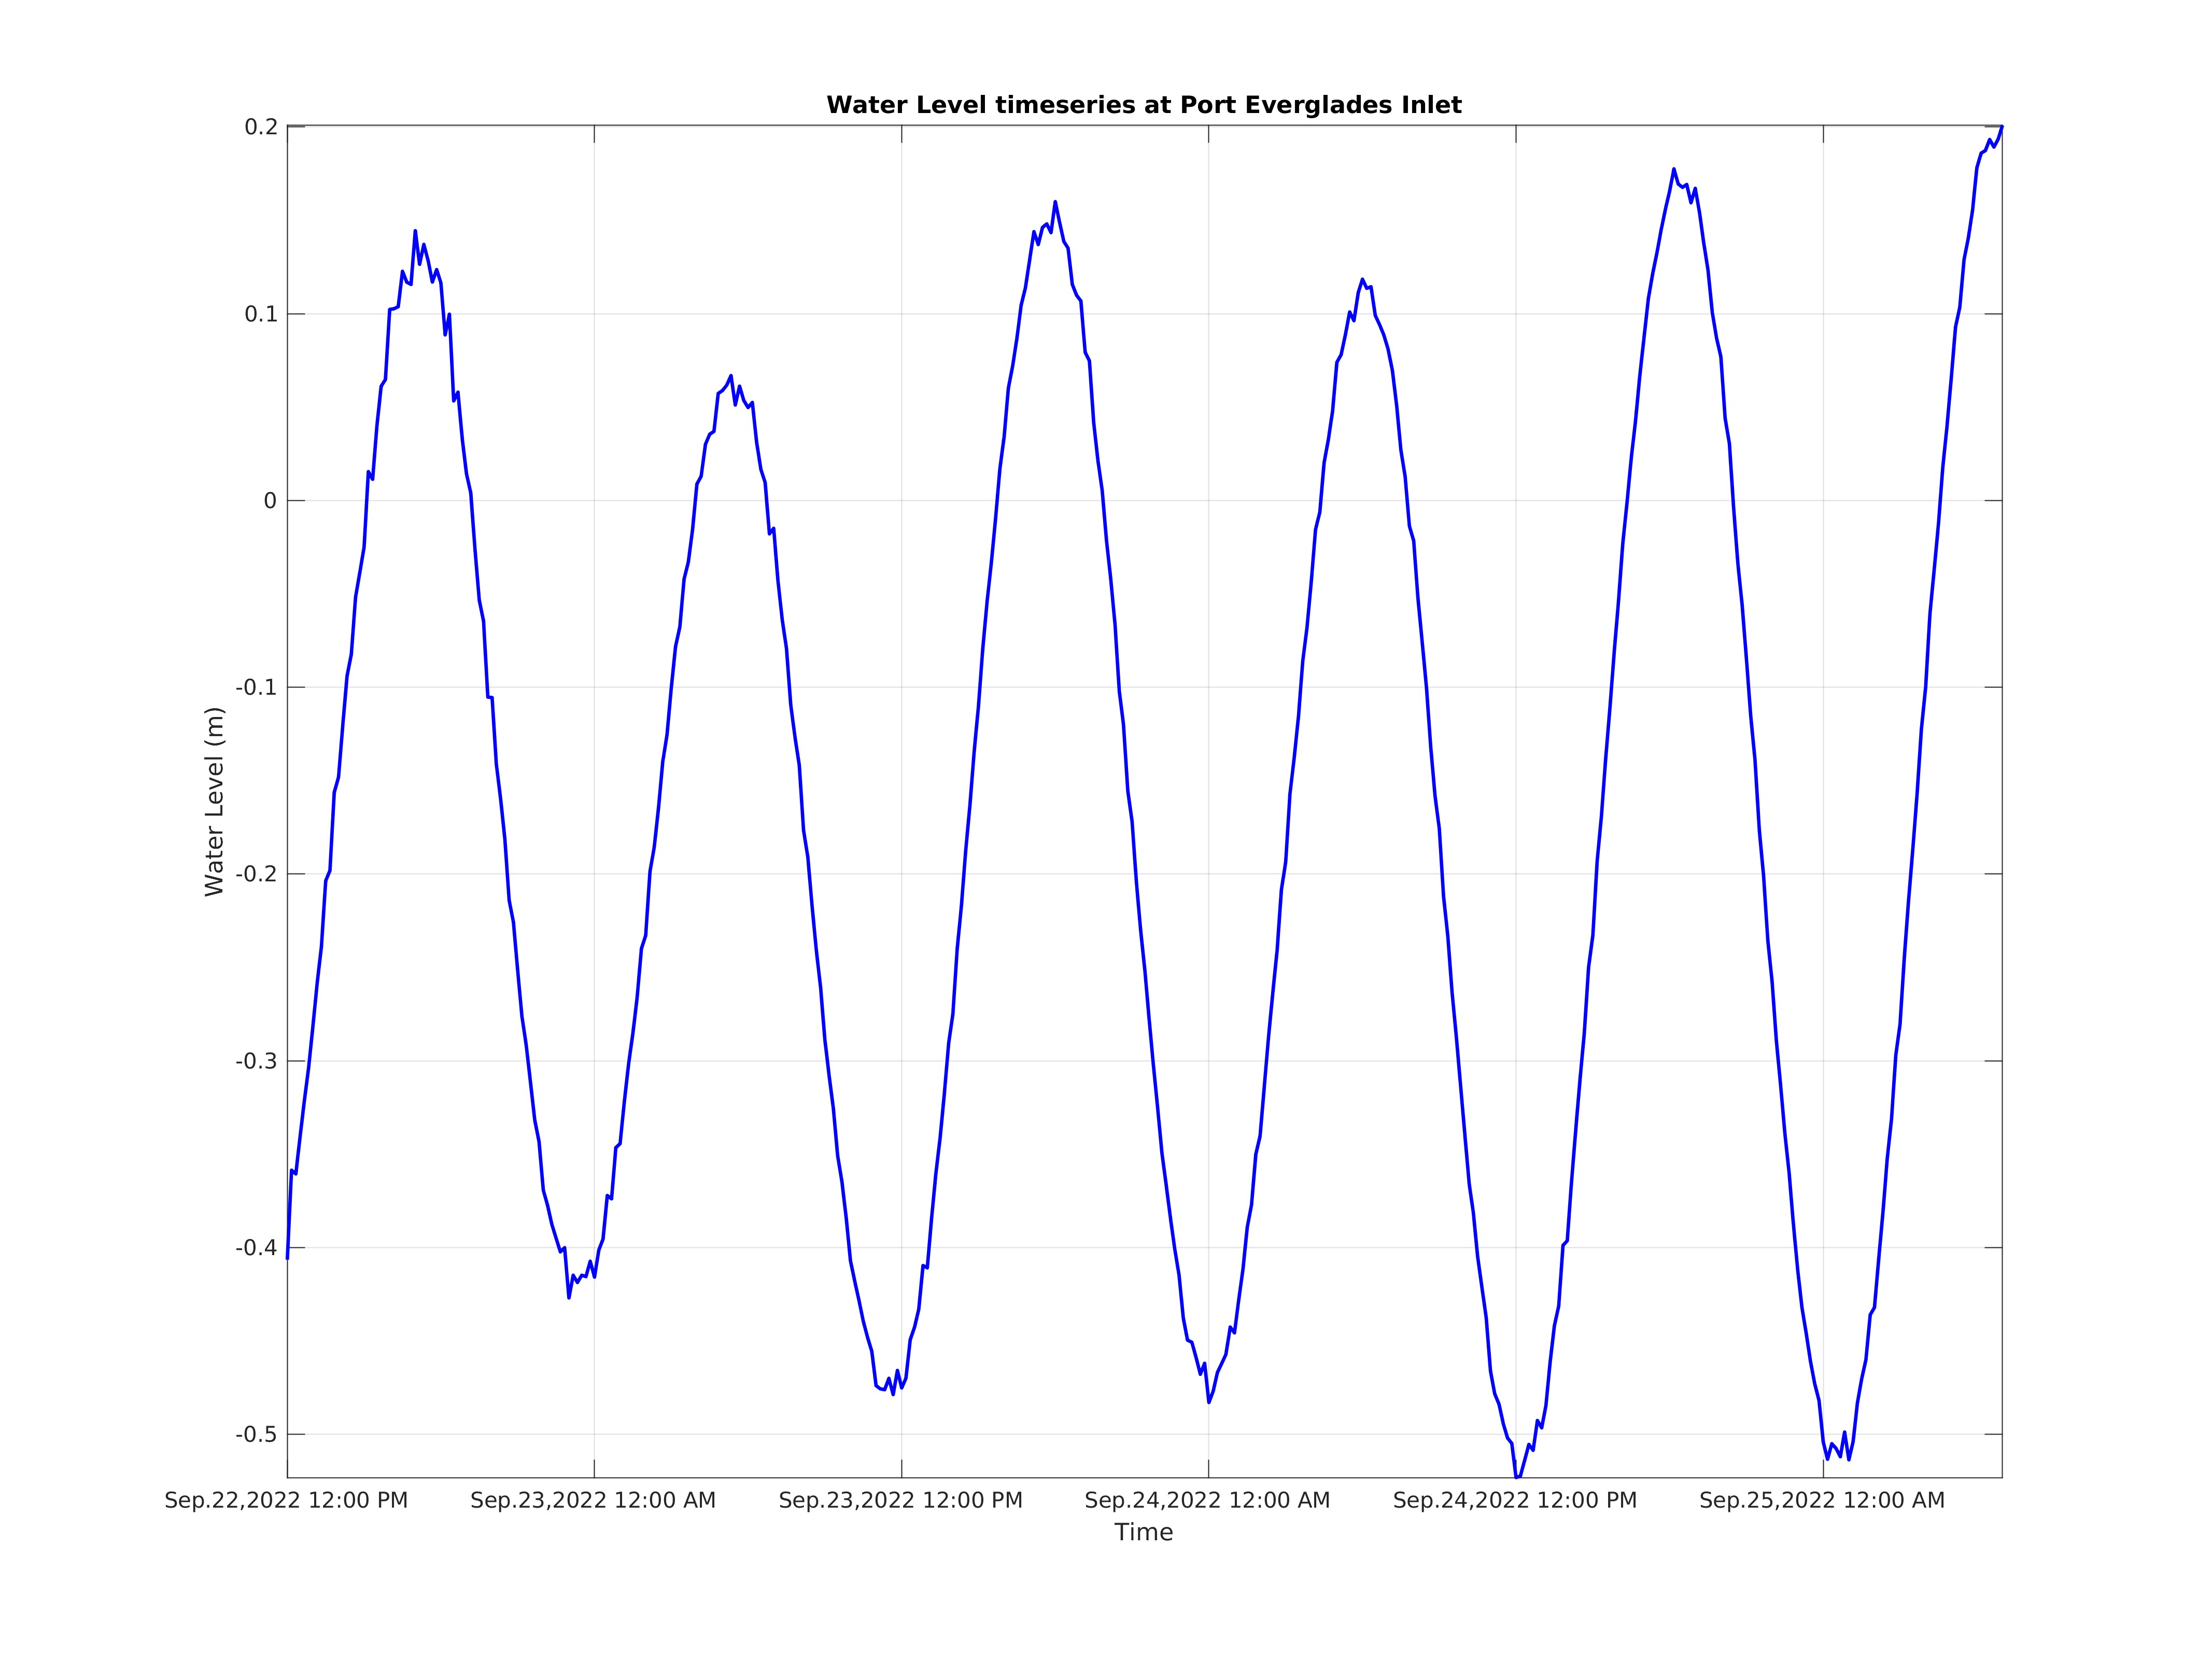 Water Level timeseries at Port Everglades Inlet
0.2
0.1
0
-0.1
-0.2
-0.3
-0.4
-0.5
Water Level (m)
Sep.22,2022 12:00 PM
Sep.23,2022 12:00 AM
Sep.23,2022 12:00 PM
Sep.24,2022 12:00 AM
Sep.24,2022 12:00 PM
Sep.25,2022 12:00 AM
Time